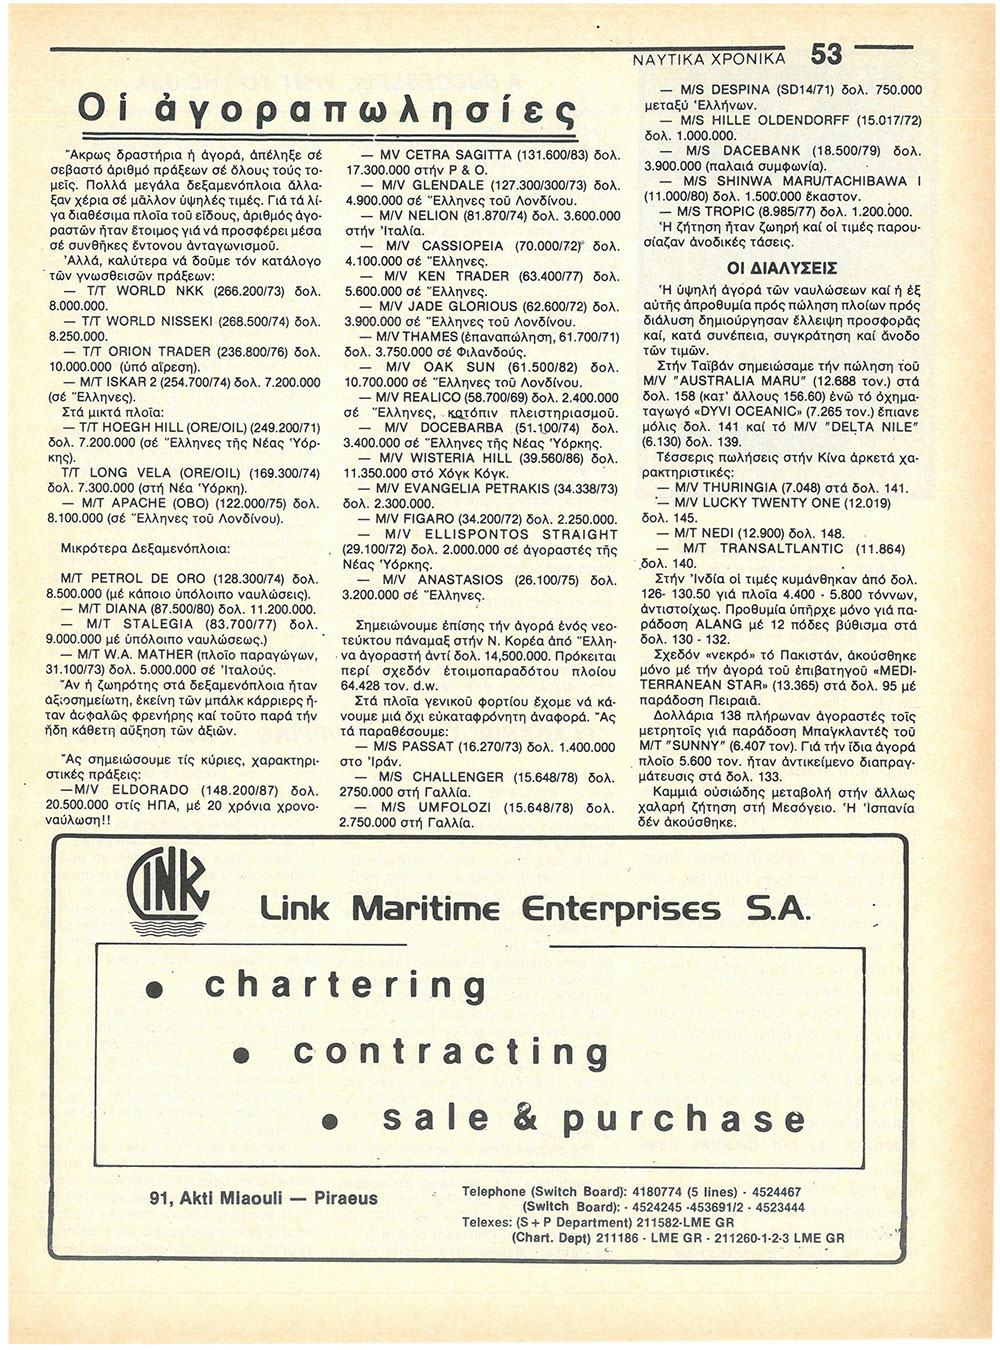 ΝΑΥΤΙΚΑ ΧΡΟΝΙΚΑ 53
Οἱ ἀγοραπωλησίες
Ἄκρως δραστήρια ἡ ἀγορά, ἀπέληξε σέ
σεβαστό ἀριθμό πράξεων σέ ὅλους τούς το-
μεῖς. Πολλά μεγάλα δεξαμενόπλοια ἄλλα-
ξαν χέρια σέ μᾶλλον ὑψηλές τιμές. Γιά τά λί-
γα διαθέσιμα πλοῖα τοῦ εἴδους, ἀριθμός ἀγο-
ραστῶν ἦταν ἕτοιμος γιά νά προσφέρει μέσα
σέ συνθῆκες ἔντονου ἀνταγωνισμοῦ.
Ἀλλά, καλύτερα νά δοῦμε τόν κατάλογο
τῶν γνωσθεισῶν πράξεων:
— T/T WORLD NKK (266.200/73) δολ.
8.000.000.
— T/T WORLD NISSEKI (268.500/74) δολ.
8.250.000.
— T/T ORION TRADER (236.800/76) δολ.
10.000.000 (ὑπό αἵρεση).
— M/T ISKAR 2 (254.700/74) δολ. 7.200.000
(σέ Ἕλληνες).
Στά μικτά πλοῖα:
— T/T HOEGH HILL (ORE/OIL) (249.200/71)
δολ. 7.200.000 (σέ Ἕλληνες τῆς Νέας Ὑόρ-
κης).
T/T LONG VELA (ORE/OIL) (169.300/74)
δολ. 7.300.000 (στή Νέα Ὑόρκη).
— M/T APACHE (OBO) (122.000/75) δολ.
8.100.000 (σέ Ἕλληνες τοῦ Λονδίνου).
Μικρότερα Δεξαμενόπλοια:
M/T PETROL DE ORO (128.300/74) δολ.
8.500.000 (μέ κάποιο ὑπόλοιπο ναυλώσεως).
— M/T DIANA (87.500/80) δολ. 11.200.000.
— M/T STALEGIA (83.700/77) δολ.
9.000.000 μέ ὑπόλοιπο ναυλώσεως.)
— M/T W.A. MATHER (πλοῖο παραγώγων,
31.100/73) δολ. 5.000.000 σέ Ἰταλούς.
Ἄν ἡ ζωηρότης στά δεξαμενόπλοια ἦταν
ἀξιοσημείωτη, ἐκείνη τῶν μπάλκ κάρριερς ἦ-
ταν ἀσφαλῶς φρενήρης καί τοῦτο παρά τήν
ἤδη κάθετη αὔξηση τῶν ἀξιῶν.
Ἄς σημειώσουμε τίς κύριες, χαρακτηρι-
στικές πράξεις:
—M/V ELDORADO (148.200/87) δολ.
20.500.000 στίς ΗΠΑ, μέ 20 χρόνια χρονο-
ναύλωση!!
— MV CETRA SAGITTA (131.600/83) δολ.
17.300.000 στήν P & O.
— M/V GLENDALE (127.300/300/73) δολ.
4.900.000 σέ Ἕλληνες τοῦ Λονδίνου.
— M/V NELION (81.870/74) δολ. 3.600.000
στήν Ἰταλία.
— M/V CASSIOPEIA (70.000/72) δολ.
4.100.000 σέ Ἕλληνες.
— M/V KEN TRADER (63.400/77) δολ.
5.600.000 σέ Ἕλληνες.
— M/V JADE GLORIOUS (62.600/72) δολ.
3.900.000 σέ Ἕλληνες τοῦ Λονδίνου.
— M/V THAMES (ἐπαναπώληση, 61.700/71)
δολ. 3.750.000 σέ Φιλανδούς.
— M/V OAK SUN (61.500/82) δολ.
10.700.000 σέ Ἕλληνες τοῦ Λονδίνου.
— M/V REALICO (58.700/69) δολ. 2.400.000
σέ Ἕλληνες, κατόπιν πλειστηριασμοῦ.
— M/V DOCEBARBA (51.100/74) δολ.
3.400.000 σέ Ἕλληνες τῆς Νέας Ὑόρκης.
— M/V WISTERIA HILL (39.560/86) δολ.
11.350.000 στό Χόγκ Κόγκ.
— M/V EVANGELIA PETRAKIS (34.338/73)
δολ. 2.300.000.
— M/V FIGARO (34.200/72) δολ. 2.250.000.
— M/V ELLISPONTOS STRAIGHT
(29.100/72) δολ. 2.000.000 σέ ἀγοραστές τῆς
Νέας Ὑόρκης.
— M/V ANASTASIOS (26.100/75) δολ.
3.200.000 σέ Ἕλληνες.
Σημειώνουμε ἐπίσης τήν ἀγορά ἑνός νεο-
τεύκτου πάναμαξ στήν Ν. Κορέα ἀπό Ἕλλη-
να ἀγοραστή ἀντί δολ. 14,500.000. Πρόκειται
περί σχεδόν ἑτοιμοπαραδότου πλοίου
64.428 τον. d.w.
Στά πλοῖα γενικοῦ φορτίου ἔχομε νά κά-
νουμε μιά ὄχι εὐκαταφρόνητη ἀναφορά. Ἄς
τά παραθέσουμε:
— M/S PASSAT (16.270/73) δολ. 1.400.000
στο Ἰράν.
— M/S CHALLENGER (15.648/78) δολ.
2750.000 στή Γαλλία.
— M/S UMFOLOZI (15.648/78) δολ.
2.750.000 στή Γαλλία.
— M/S DESPINA (SD14/71) δολ. 750.000
μεταξύ Ἑλλήνων.
— M/S HILLE OLDENDORFF (15.017/72)
δολ. 1.000.000.
— M/S DACEBANK (18.500/79) δολ.
3.900.000 (παλαιά συμφωνία).
— M/S SHINWA MARU/TACHIBAWA I
(11.000/80) δολ. 1.500.000 ἕκαστον.
— M/S TROPIC (8.985/77) δολ. 1.200.000.
Ἡ ζήτηση ἦταν ζωηρή καί οἱ τιμές παρου-
σίαζαν ἀνοδικές τάσεις.
ΟΙ ΔΙΑΛΥΣΕΙΣ
Ἡ ὑψηλή ἀγορά τῶν ναυλώσεων καί ἡ ἐξ
αὐτῆς ἀπροθυμία πρός πώληση πλοίων πρός
διάλυση δημιούργησαν ἔλλειψη προσφορᾶς
καί, κατά συνέπεια, συγκράτηση καί ἄνοδο
τῶν τιμῶν.
Στήν Ταϊβάν σημειώσαμε τήν πώληση τοῦ
M/V "AUSTRALIA MARU" (12.688 τον.) στά
δολ. 158 (κατ' ἄλλους 156.60) ἐνῶ τό ὀχημα-
ταγωγό «DYVI OCEANIC» (7.265 τον.) ἔπιανε
μόλις δολ. 141 καί τό M/V "DELTA NILE"
(6.130) δολ. 139.
Τέσσερις πωλήσεις στήν Κίνα ἀρκετά χα-
ρακτηριστικές:
— M/V THURINGIA (7.048) στά δολ. 141.
— M/V LUCKY TWENTY ONE (12.019)
δολ. 145.
— M/T NEDI (12.900) δολ. 148.
— M/T TRANSALTLANTIC (11.864)
δολ. 140.
Στήν Ἰνδία οἱ τιμές κυμάνθηκαν ἀπό δολ.
126- 130.50 γιά πλοῖα 4.400 - 5.800 τόννων,
ἀντιστοίχως. Προθυμία ὑπῆρχε μόνο γιά πα-
ράδοση ALANG μέ 12 πόδες βύθισμα στά
δολ. 130 - 132.
Σχεδόν «νεκρό» τό Πακιστάν, ἀκούσθηκε
μόνο μέ τήν ἀγορά τοῦ ἐπιβατηγοῦ «MEDI-
TERRANEAN STAR» (13.365) στά δολ. 95 μέ
παράδοση Πειραιᾶ.
Δολλάρια 138 πλήρωναν ἀγοραστές τοῖς
μετρητοῖς γιά παράδοση Μπαγκλαντές τοῦ
M/T "SUNNY" (6.407 τον). Γιά τήν ἴδια ἀγορά
πλοῖο 5.600 τον. ἦταν ἀντικείμενο διαπραγ-
μάτευσις στά δολ. 133.
Καμμιά οὐσιώδης μεταβολή στήν ἄλλως
χαλαρή ζήτηση στή Μεσόγειο. Ἡ Ἱσπανία
δέν ἀκούσθηκε.
LINK
Link Maritime Enterprises S.A.
• chartering
• contracting
• sale & purchase
91, Akti Miaouli — Piraeus
Telephone (Switch Board): 4180774 (5 lines) - 4524467
(Switch Board): - 4524245 -453691/2 - 4523444
Telexes: (S + P Department) 211582-LME GR
(Chart. Dept) 211186 - LME GR - 211260-1-2-3 LME GR